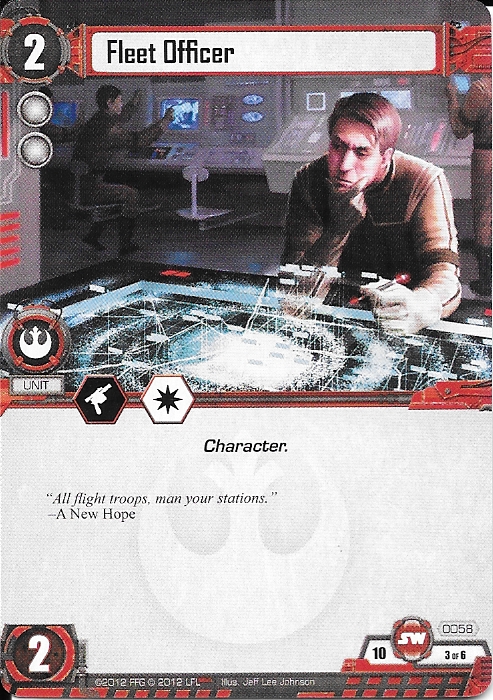 2
Fleet Officer
UNIT
Character.
“All flight troops, man your stations.”
–A New Hope
2
SW
0058
10
3 OF 6
©2012 FFG © 2012 LFL Illus. Jeff Lee Johnson